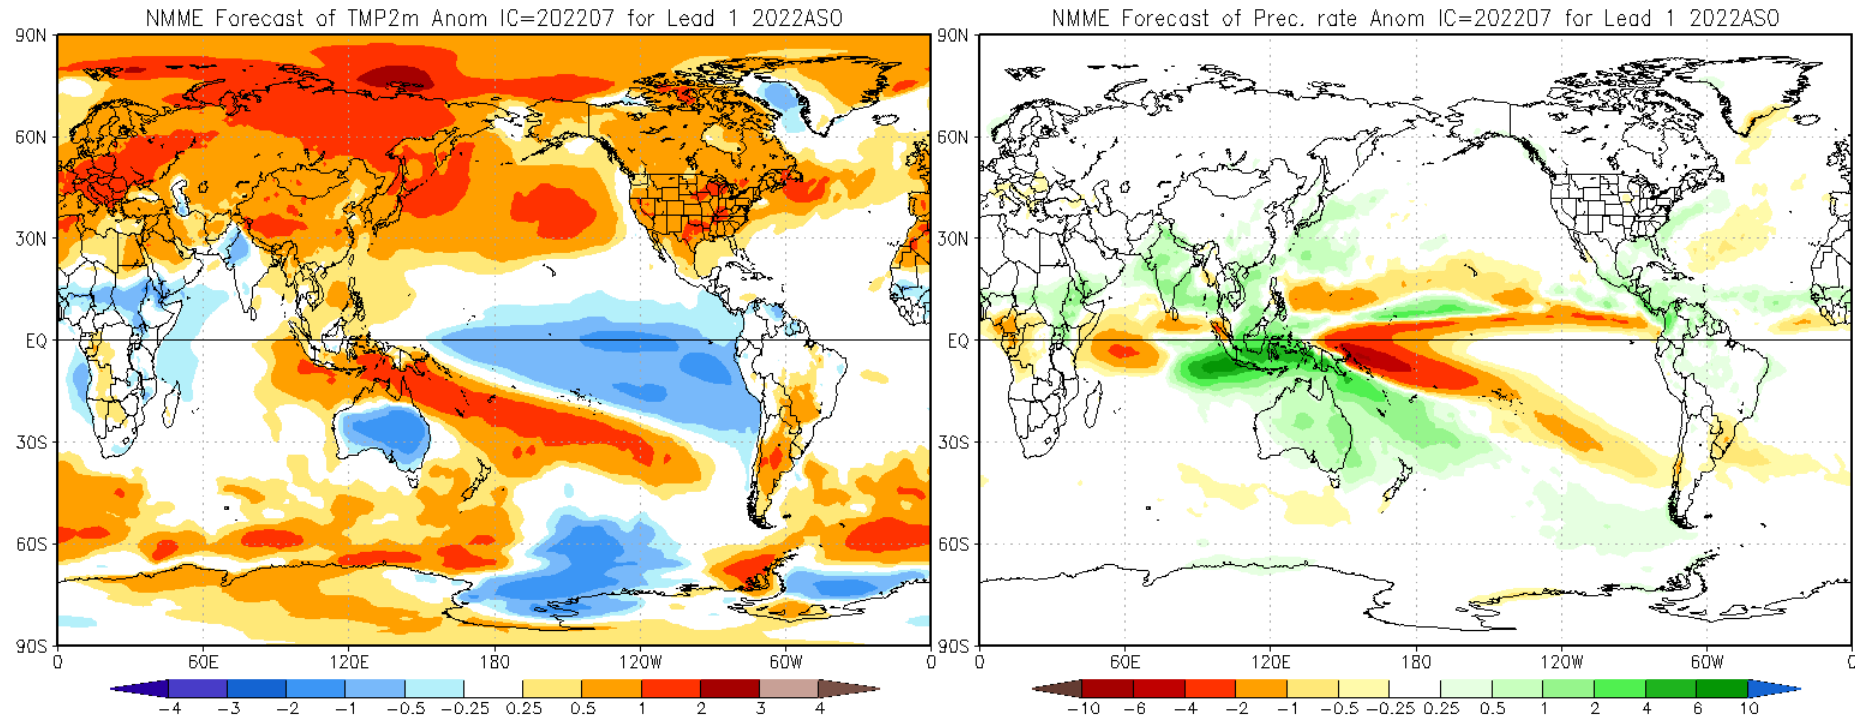 NMME Forecast of TMP2m Anom IC=202207 for Lead 1 2022ASO
90N
60N
30N
EQ
30S
60S
90S
0 60E 120E 180 120W 60W 0
-4 -3 -2 -1 -0.5 -0.25 0.25 0.5 1 2 3 4
NMME Forecast of Prec. rate Anom IC=202207 for Lead 1 2022ASO
90N
60N
30N
EQ
30S
60S
90S
0 60E 120E 180 120W 60W 0
-10 -6 -4 -2 -1 -0.5 -0.25 0.25 0.5 1 2 4 6 10